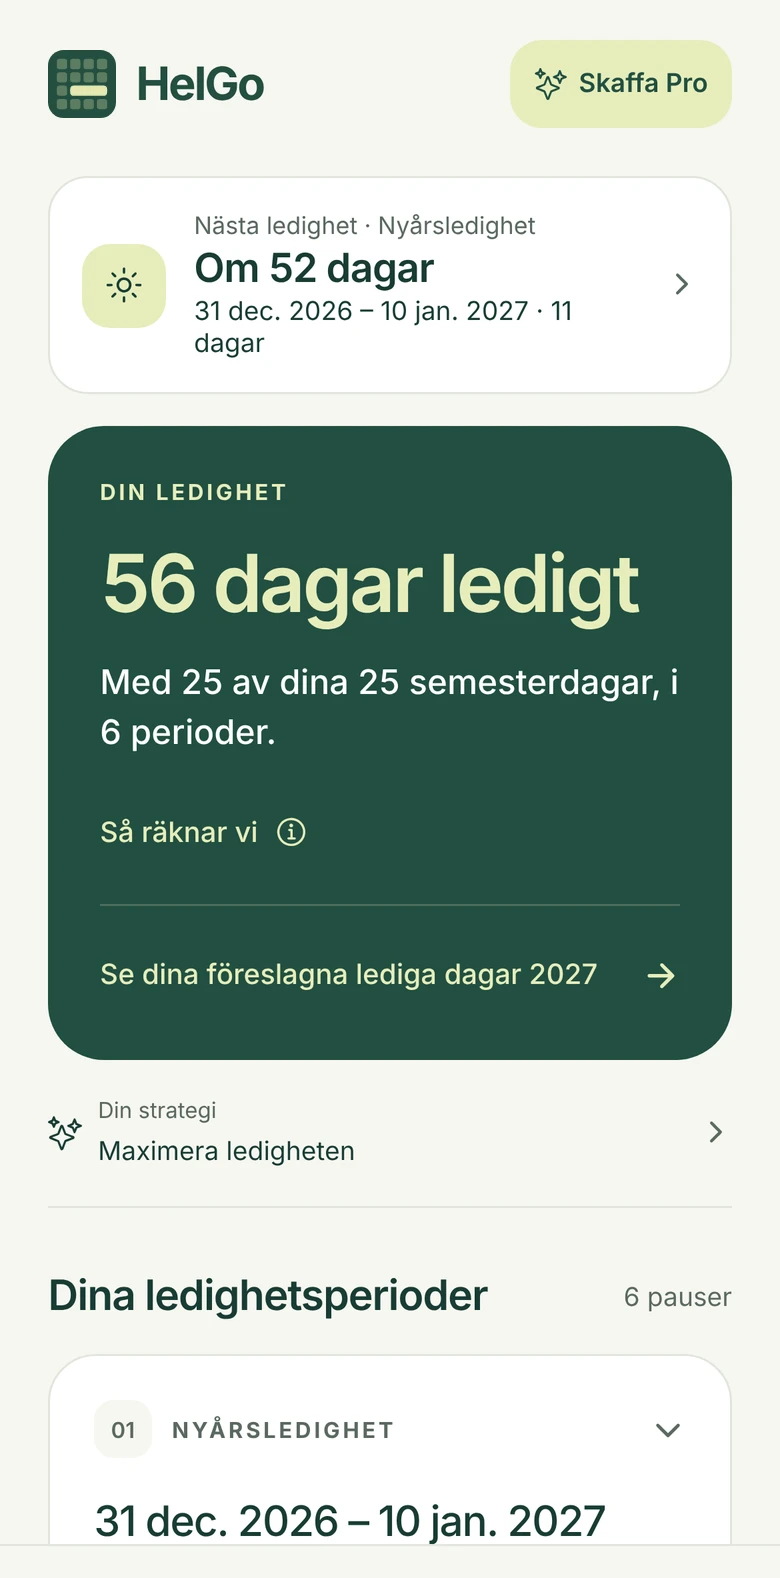 HelGo
Skaffa Pro
Nästa ledighet · Nyårsledighet
Om 52 dagar
31 dec. 2026 – 10 jan. 2027 · 11
dagar
DIN LEDIGHET
56 dagar ledigt
Med 25 av dina 25 semesterdagar, i
6 perioder.
Så räknar vi
Se dina föreslagna lediga dagar 2027
Din strategi
Maximera ledigheten
Dina ledighetsperioder
6 pauser
01 NYÅRSLEDIGHET
31 dec. 2026 – 10 jan. 2027